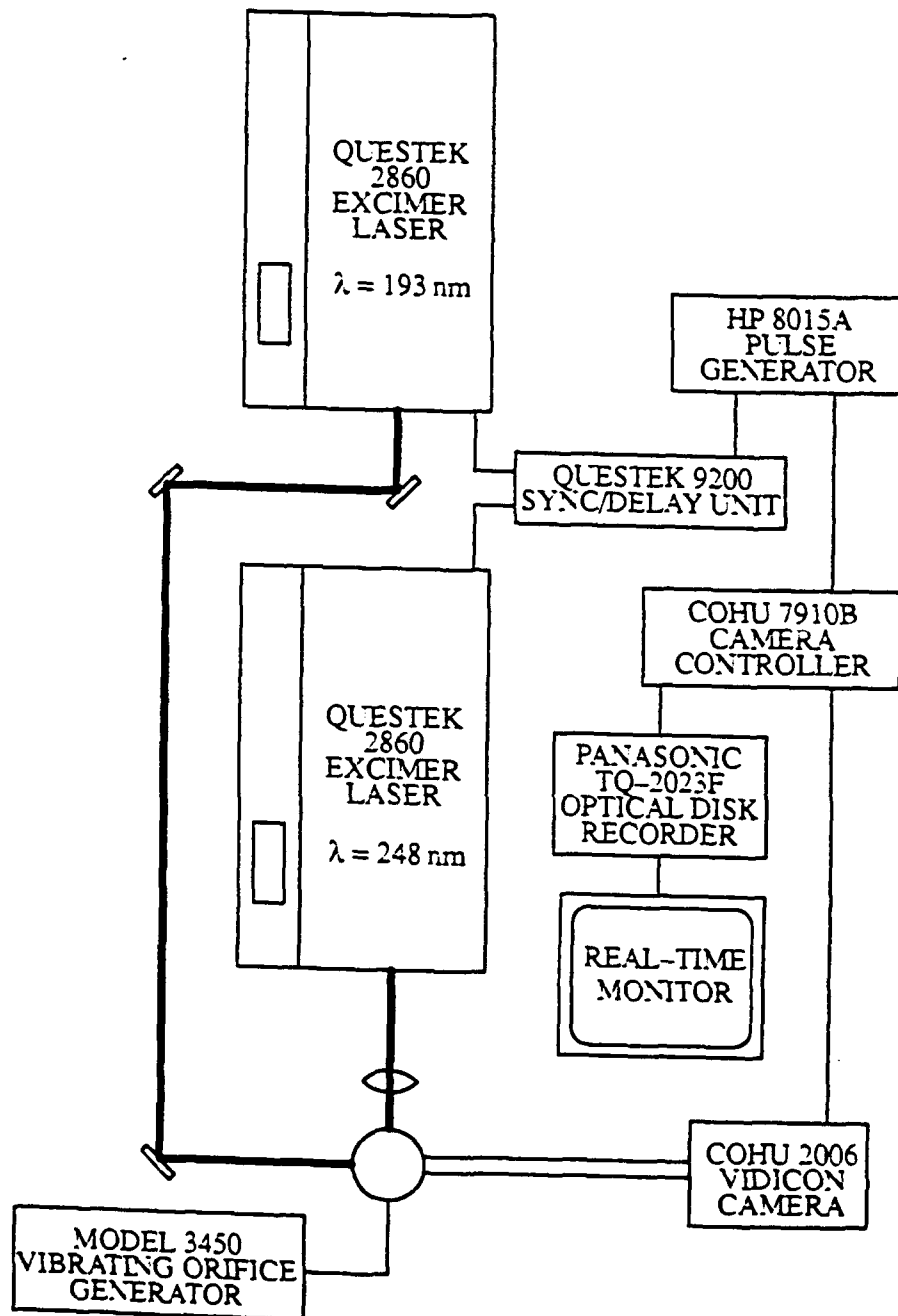 QUESTEK
2860
EXCIMER
LASER
λ = 193 nm
HP 8015A
PULSE
GENERATOR
QUESTEK 9200
SYNC/DELAY UNIT
COHU 7910B
CAMERA
CONTROLLER
QUESTEK
2860
EXCIMER
LASER
λ = 248 nm
PANASONIC
TQ-2023F
OPTICAL DISK
RECORDER
REAL-TIME
MONITOR
COHU 2006
VIDICON
CAMERA
MODEL 3450
VIBRATING ORIFICE
GENERATOR